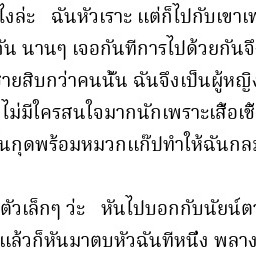 ไงล่ะ ฉันหัวเราะ แต่ก็ไปกับเขาเ
ัน นานๆ เจอกันทีการไปด้วยกันจึ
รายสิบกว่าคนนั้น ฉันจึงเป็นผู้หญิง
ไม่มีใครสนใจมากนักเพราะเสื้อเชิ
นกุดพร้อมหมวกแก๊ปทำให้ฉันกลม
ตัวเล็กๆ ว่ะ หันไปบอกกับนัยน์ตา
แล้วก็หันมาตบหัวฉันทีหนึ่ง พลาง